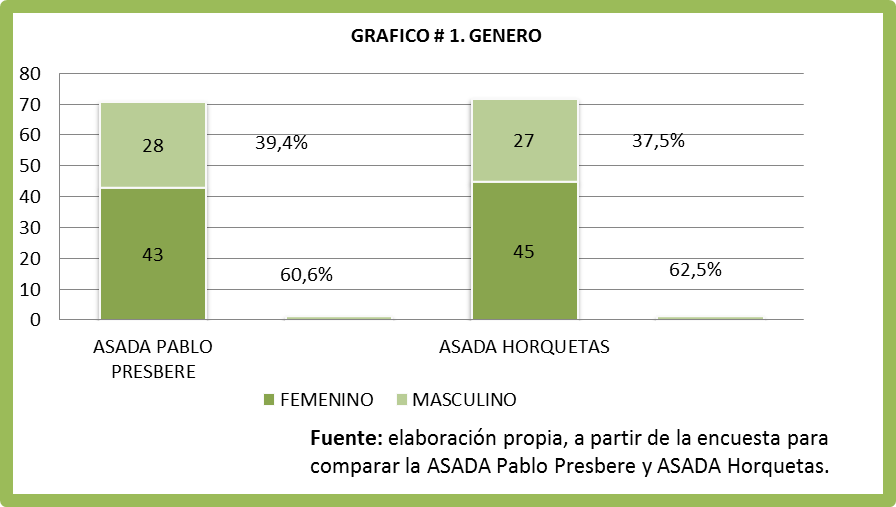 GRAFICO # 1. GENERO
80
70
60
50
40
30
20
10
0
28
39,4%
27
37,5%
43
60,6%
45
62,5%
ASADA PABLO
PRESBERE
ASADA HORQUETAS
FEMENINO MASCULINO
Fuente: elaboración propia, a partir de la encuesta para
comparar la ASADA Pablo Presbere y ASADA Horquetas.